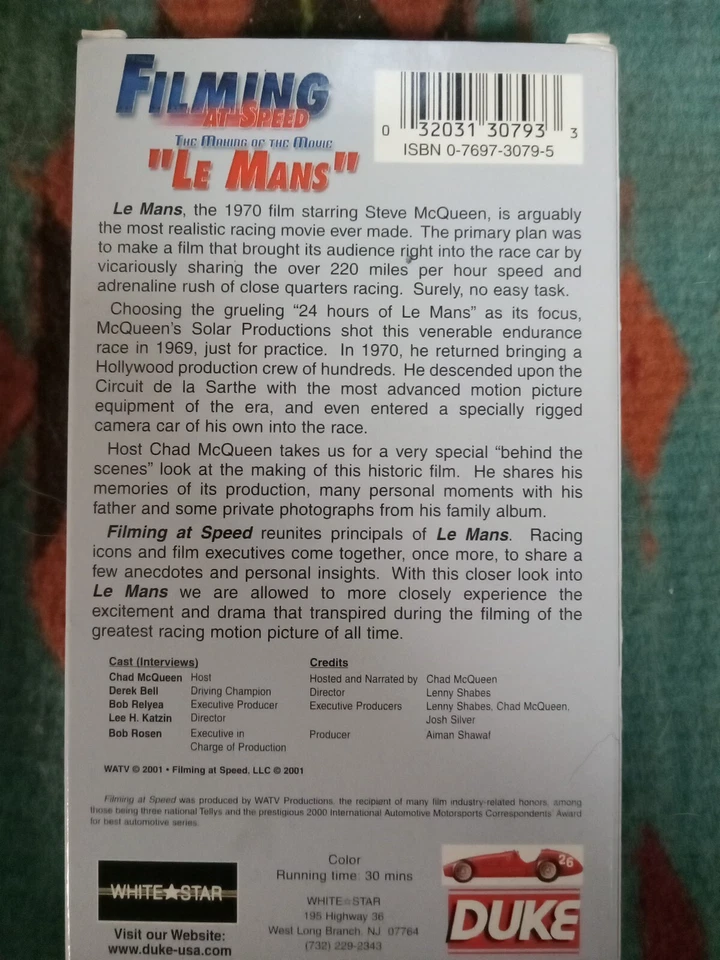 FILMING
AT SPEED
THE MAKING OF THE MOVIE
"LE MANS"
0 32031 30793 3
ISBN 0-7697-3079-5
Le Mans, the 1970 film starring Steve McQueen, is arguably
the most realistic racing movie ever made. The primary plan was
to make a film that brought its audience right into the race car by
vicariously sharing the over 220 miles per hour speed and
adrenaline rush of close quarters racing. Surely, no easy task.
Choosing the grueling "24 hours of Le Mans" as its focus,
McQueen's Solar Productions shot this venerable endurance
race in 1969, just for practice. In 1970, he returned bringing a
Hollywood production crew of hundreds. He descended upon the
Circuit de la Sarthe with the most advanced motion picture
equipment of the era, and even entered a specially rigged
camera car of his own into the race.
Host Chad McQueen takes us for a very special "behind the
scenes" look at the making of this historic film. He shares his
memories of its production, many personal moments with his
father and some private photographs from his family album.
Filming at Speed reunites principals of Le Mans. Racing
icons and film executives come together, once more, to share a
few anecdotes and personal insights. With this closer look into
Le Mans we are allowed to more closely experience the
excitement and drama that transpired during the filming of the
greatest racing motion picture of all time.
Cast (Interviews)
Chad McQueen Host
Derek Bell Driving Champion
Bob Relyea Executive Producer
Lee H. Katzin Director
Bob Rosen Executive in
Charge of Production
Credits
Hosted and Narrated by Chad McQueen
Director Lenny Shabes
Executive Producers Lenny Shabes, Chad McQueen,
Josh Silver
Producer Aiman Shawaf
WATV © 2001 • Filming at Speed, LLC © 2001
Filming at Speed was produced by WATV Productions, the recipient of many film industry-related honors, among
those being three national Tellys and the prestigious 2000 International Automotive Motorsports Correspondents' Award
for best automotive series.
WHITE★STAR
Visit our Website:
www.duke-usa.com
Color
Running time: 30 mins
WHITE☆STAR
195 Highway 36
West Long Branch, NJ 07764
(732) 229-2343
26
DUKE